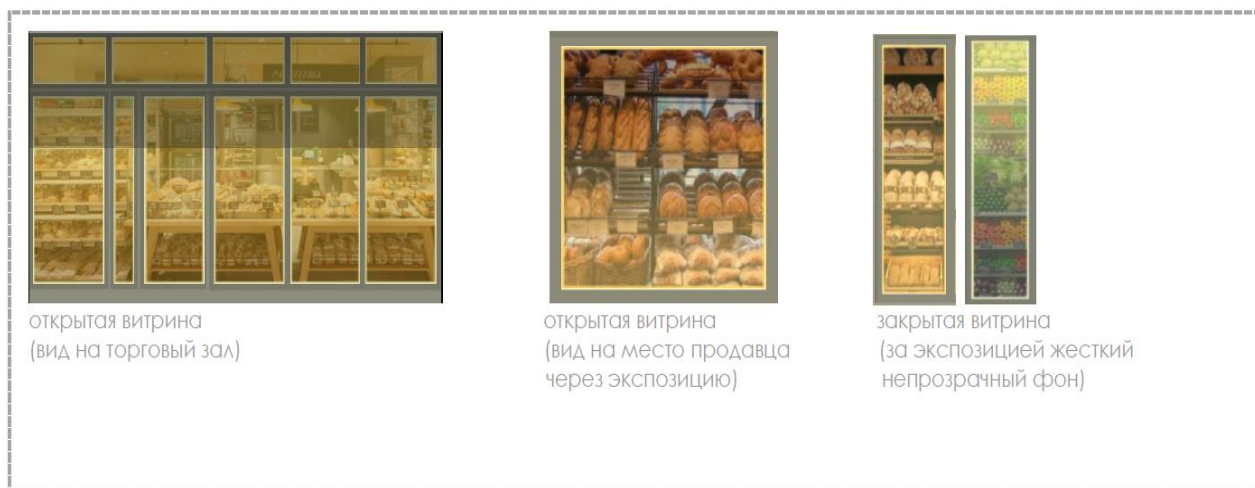 открытая витрина
(вид на торговый зал)
открытая витрина
(вид на место продавца
через экспозицию)
закрытая витрина
(за экспозицией жесткий
непрозрачный фон)